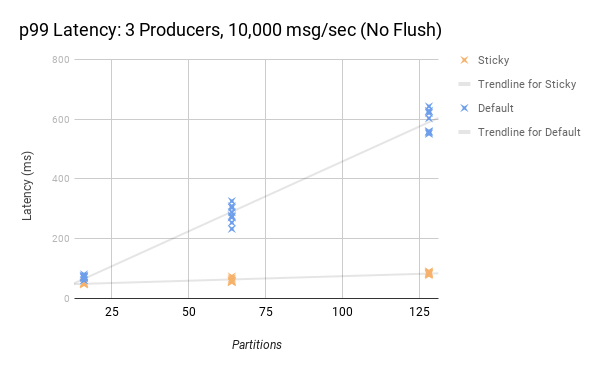 p99 Latency: 3 Producers, 10,000 msg/sec (No Flush)
800
600
400
200
0
Latency (ms)
25
50
75
100
125
Partitions
Sticky
Trendline for Sticky
Default
Trendline for Default